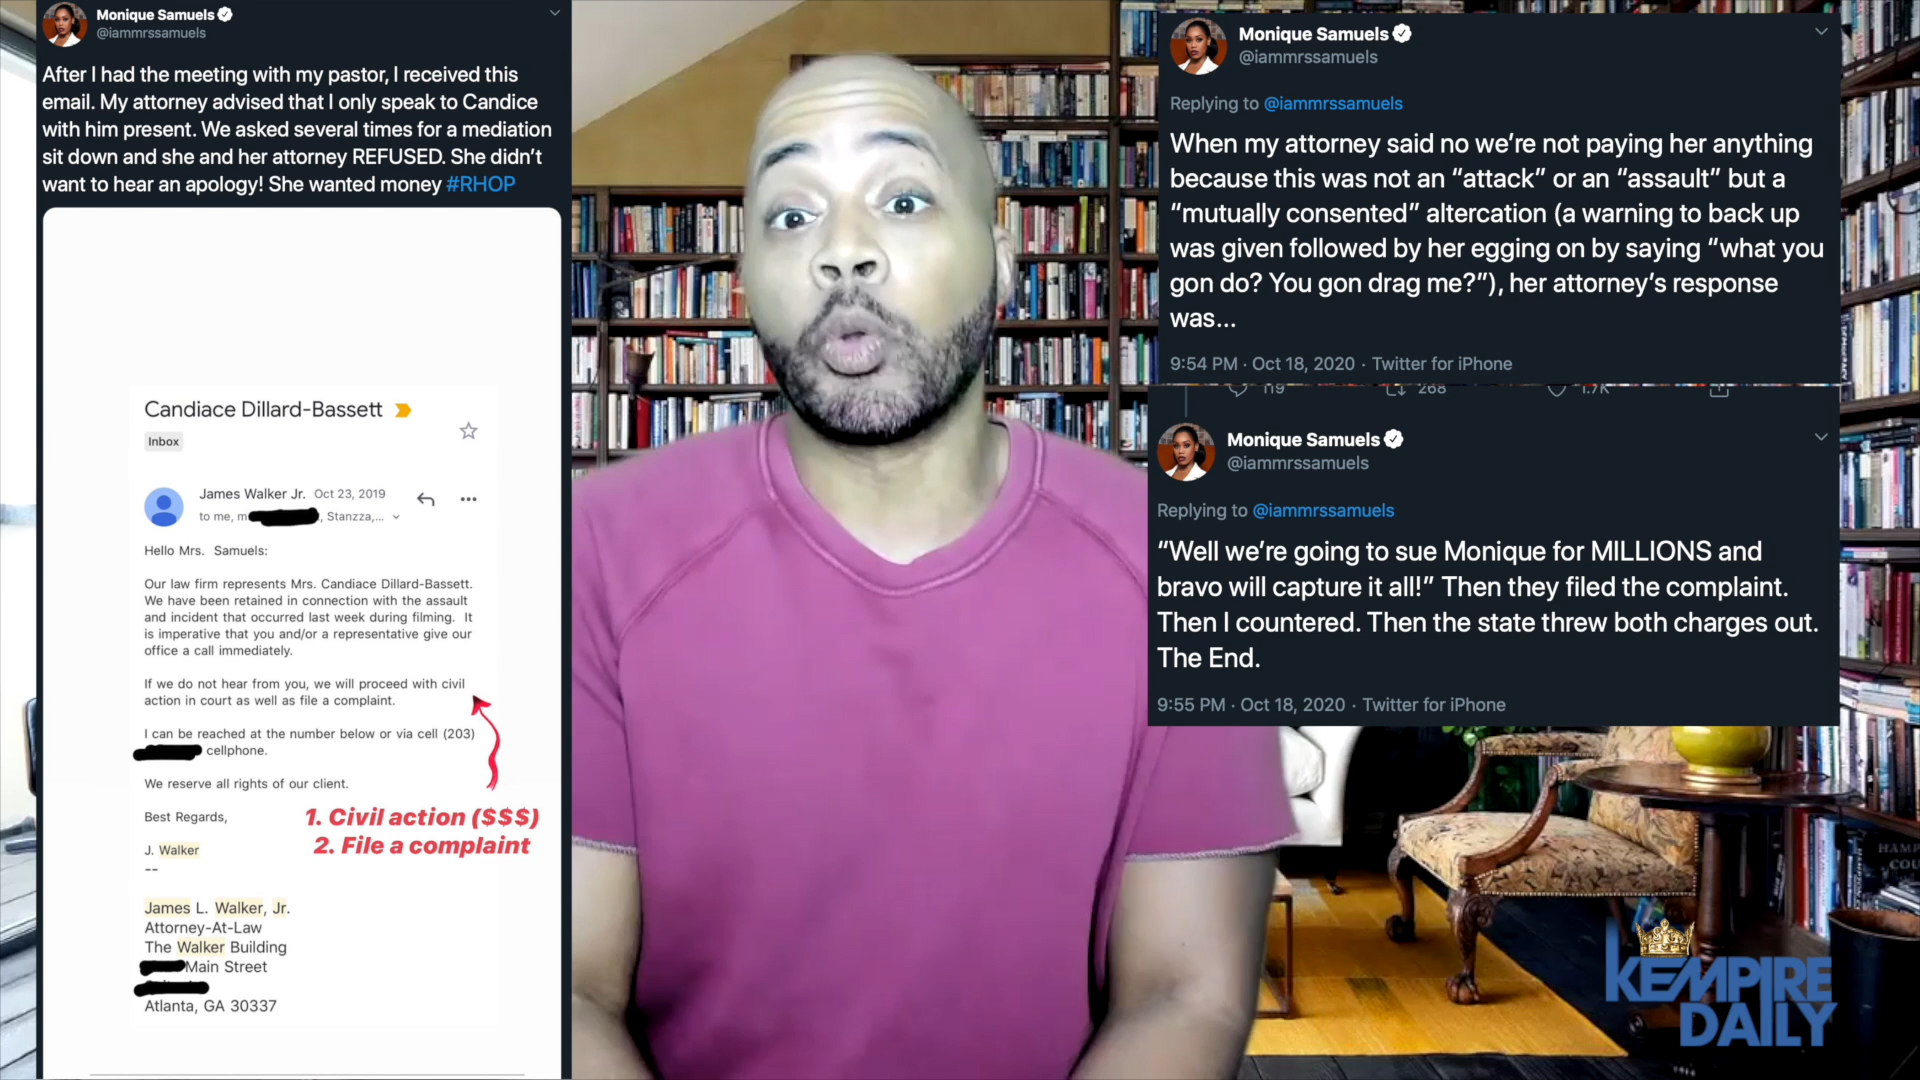 Monique Samuels
@iammrssamuels
After I had the meeting with my pastor, I received this
email. My attorney advised that I only speak to Candice
with him present. We asked several times for a mediation
sit down and she and her attorney REFUSED. She didn't
want to hear an apology! She wanted money #RHOP
Candiace Dillard-Bassett
Inbox
James Walker Jr. Oct 23, 2019
to me, m , Stanzza,...
Hello Mrs. Samuels:
Our law firm represents Mrs. Candiace Dillard-Bassett.
We have been retained in connection with the assault
and incident that occurred last week during filming. It
is imperative that you and/or a representative give our
office a call immediately.
If we do not hear from you, we will proceed with civil
action in court as well as file a complaint.
I can be reached at the number below or via cell (203)
cellphone.
We reserve all rights of our client.
Best Regards,
1. Civil action ($$$)
2. File a complaint
J. Walker
--
James L. Walker, Jr.
Attorney-At-Law
The Walker Building
Main Street
Atlanta, GA 30337
Monique Samuels
@iammrssamuels
Replying to @iammrssamuels
When my attorney said no we're not paying her anything
because this was not an “attack” or an “assault” but a
“mutually consented” altercation (a warning to back up
was given followed by her egging on by saying “what you
gon do? You gon drag me?”), her attorney's response
was...
9:54 PM · Oct 18, 2020 · Twitter for iPhone
119 268 1.7K
Monique Samuels
@iammrssamuels
Replying to @iammrssamuels
“Well we're going to sue Monique for MILLIONS and
bravo will capture it all!” Then they filed the complaint.
Then I countered. Then the state threw both charges out.
The End.
9:55 PM · Oct 18, 2020 · Twitter for iPhone
KEMPIRE
DAILY